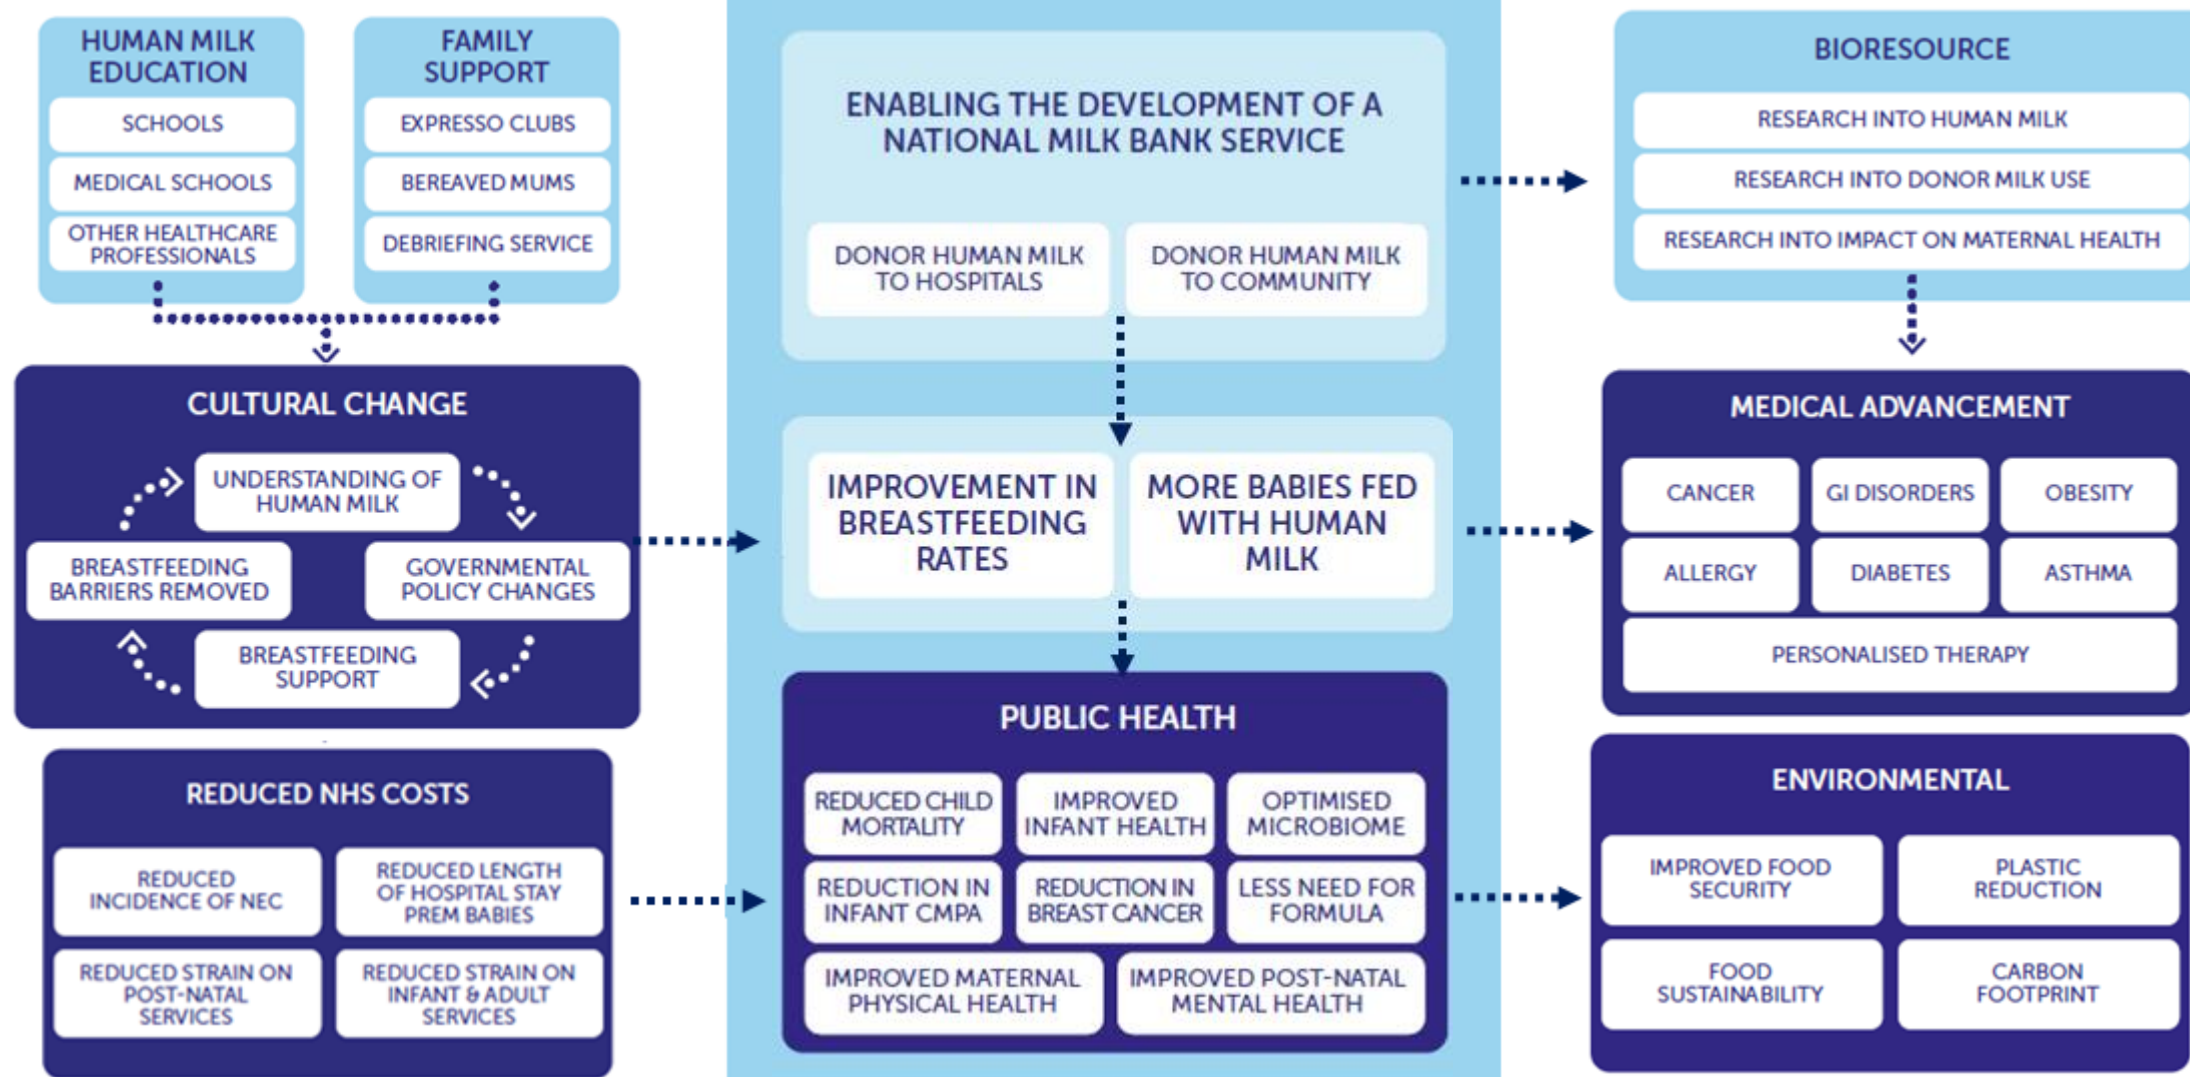 HUMAN MILK
EDUCATION
SCHOOLS
MEDICAL SCHOOLS
OTHER HEALTHCARE
PROFESSIONALS
FAMILY
SUPPORT
EXPRESSO CLUBS
BEREAVED MUMS
DEBRIEFING SERVICE
ENABLING THE DEVELOPMENT OF A
NATIONAL MILK BANK SERVICE
DONOR HUMAN MILK
TO HOSPITALS
DONOR HUMAN MILK
TO COMMUNITY
BIORESOURCE
RESEARCH INTO HUMAN MILK
RESEARCH INTO DONOR MILK USE
RESEARCH INTO IMPACT ON MATERNAL HEALTH
CULTURAL CHANGE
UNDERSTANDING OF
HUMAN MILK
BREASTFEEDING
BARRIERS REMOVED
GOVERNMENTAL
POLICY CHANGES
BREASTFEEDING
SUPPORT
IMPROVEMENT IN
BREASTFEEDING
RATES
MORE BABIES FED
WITH HUMAN
MILK
MEDICAL ADVANCEMENT
CANCER
GI DISORDERS
OBESITY
ALLERGY
DIABETES
ASTHMA
PERSONALISED THERAPY
REDUCED NHS COSTS
REDUCED
INCIDENCE OF NEC
REDUCED LENGTH
OF HOSPITAL STAY
PREM BABIES
REDUCED STRAIN ON
POST-NATAL
SERVICES
REDUCED STRAIN ON
INFANT & ADULT
SERVICES
PUBLIC HEALTH
REDUCED CHILD
MORTALITY
IMPROVED
INFANT HEALTH
OPTIMISED
MICROBIOME
REDUCTION IN
INFANT CMPA
REDUCTION IN
BREAST CANCER
LESS NEED FOR
FORMULA
IMPROVED MATERNAL
PHYSICAL HEALTH
IMPROVED POST-NATAL
MENTAL HEALTH
ENVIRONMENTAL
IMPROVED FOOD
SECURITY
PLASTIC
REDUCTION
FOOD
SUSTAINABILITY
CARBON
FOOTPRINT